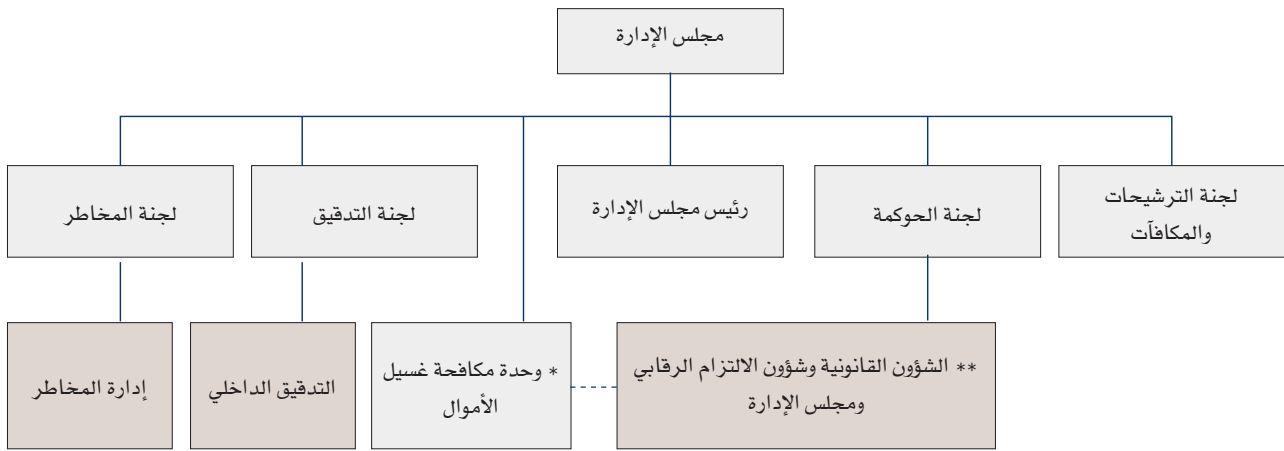 مجلس الإدارة
لجنة الترشيحات
والمكافآت
لجنة الحوكمة
رئيس مجلس الإدارة
لجنة التدقيق
لجنة المخاطر
** الشؤون القانونية وشؤون الالتزام الرقابي
ومجلس الإدارة
* وحدة مكافحة غسيل
الأموال
التدقيق الداخلي
إدارة المخاطر